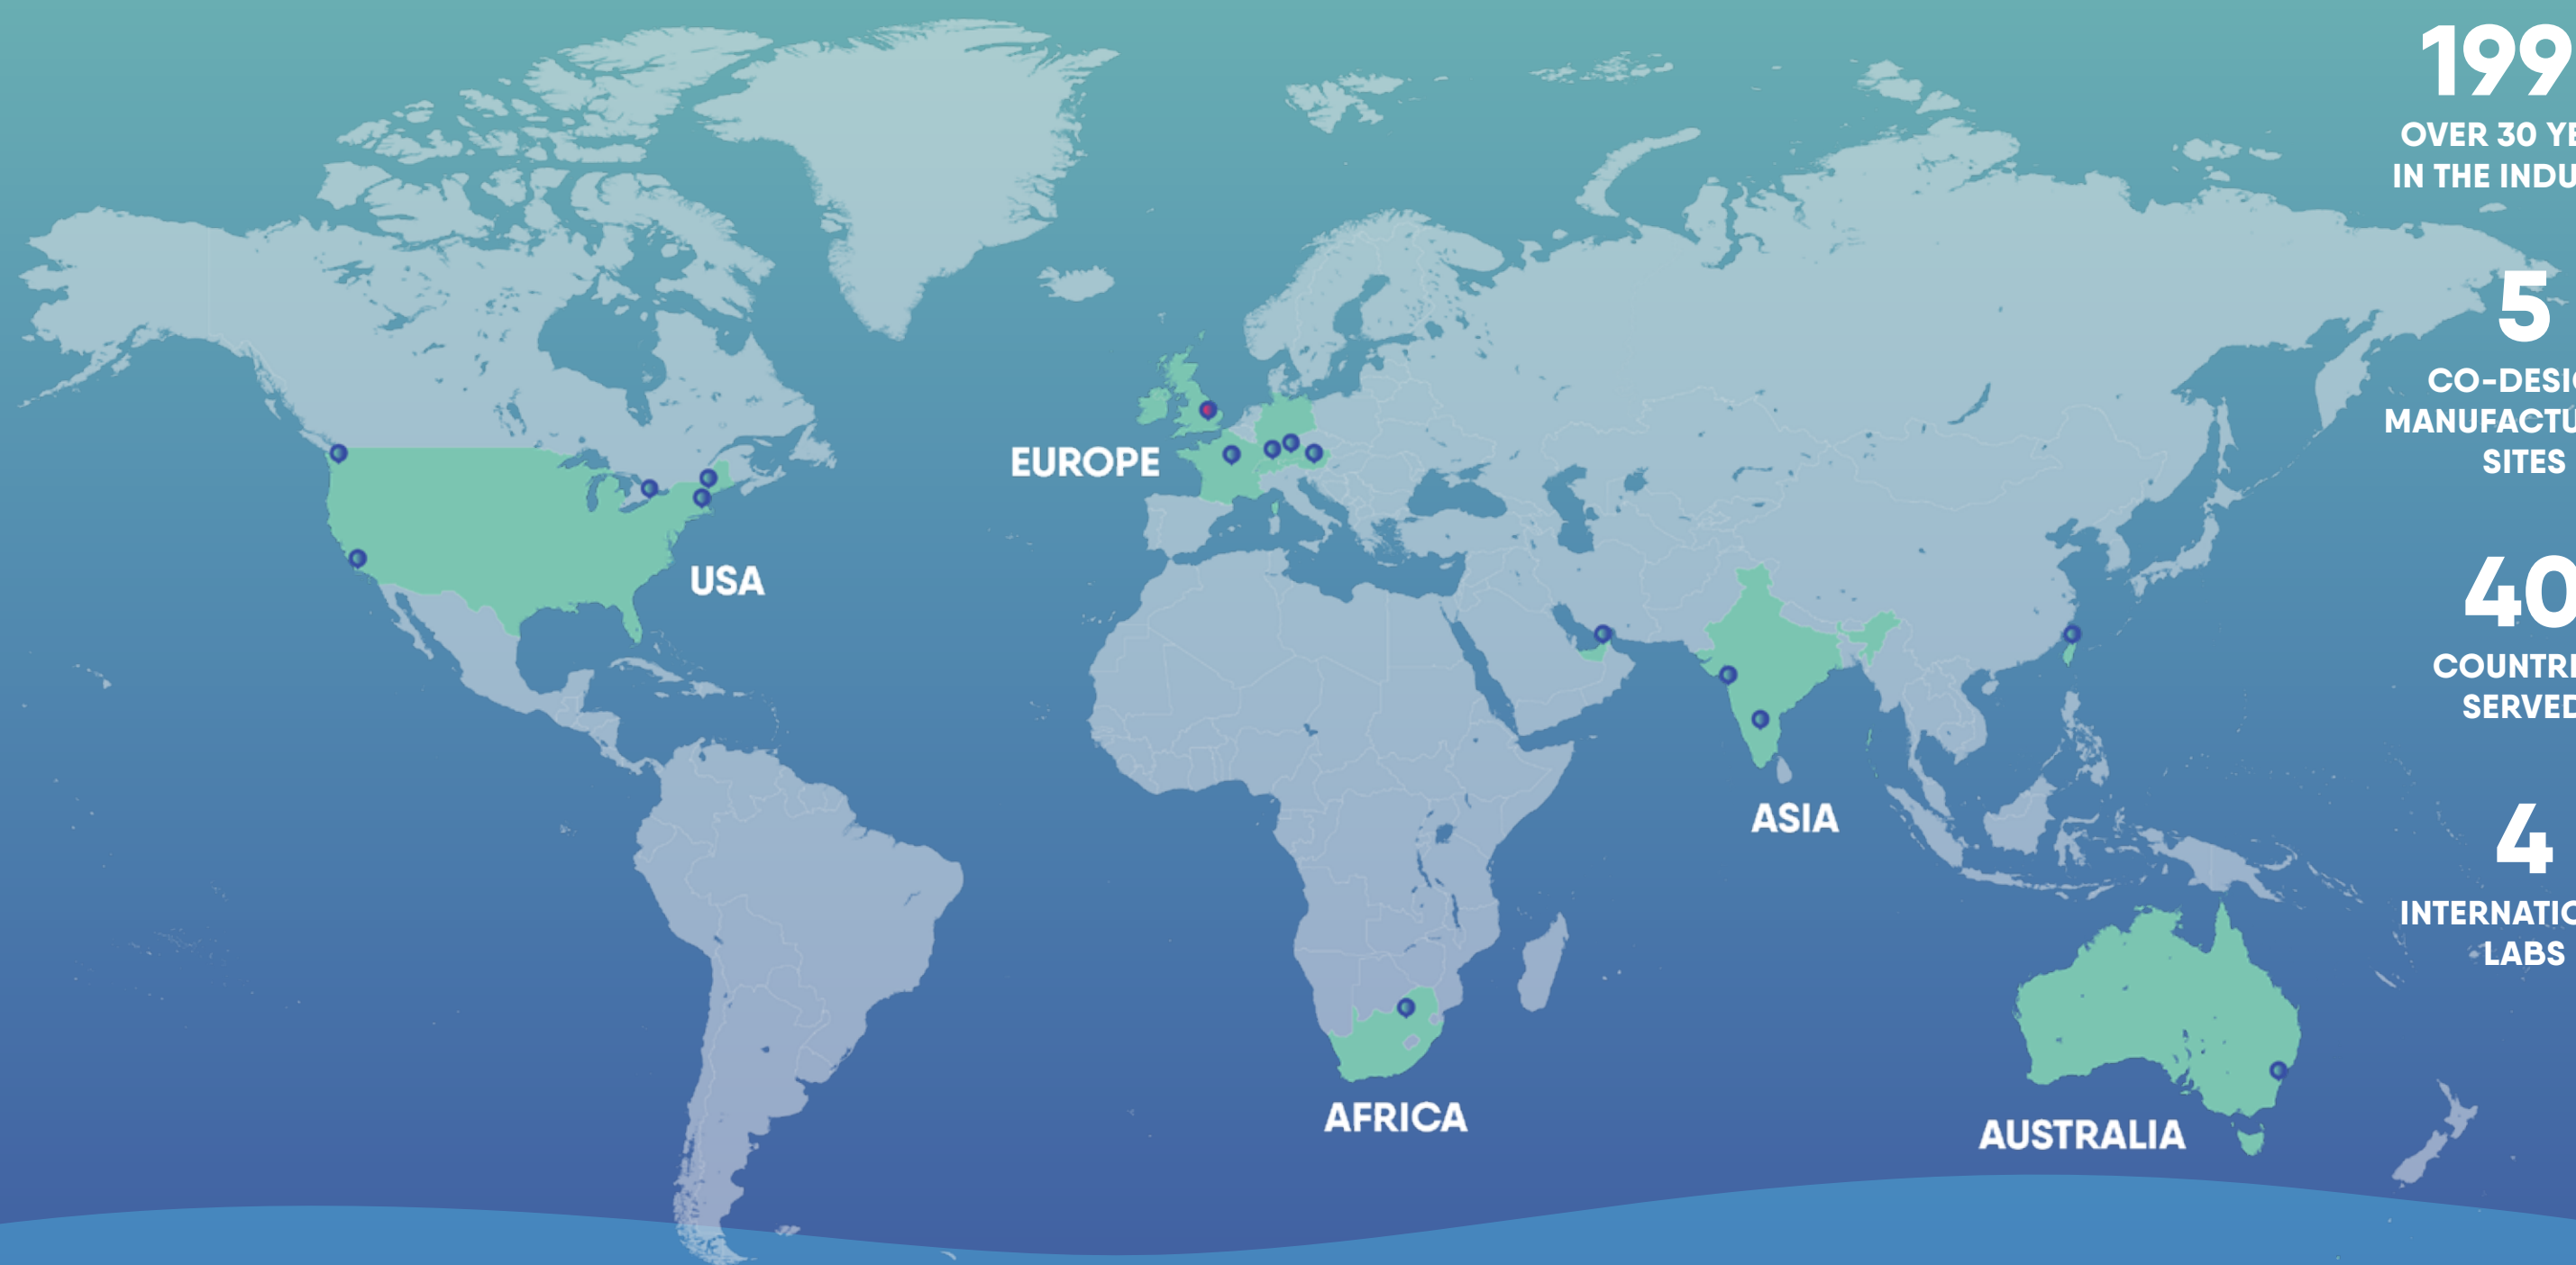 EUROPE
USA
ASIA
AFRICA
AUSTRALIA
199
OVER 30 YE
IN THE INDU
5
CO-DESI
MANUFACTU
SITES
40
COUNTRI
SERVED
4
INTERNATIO
LABS